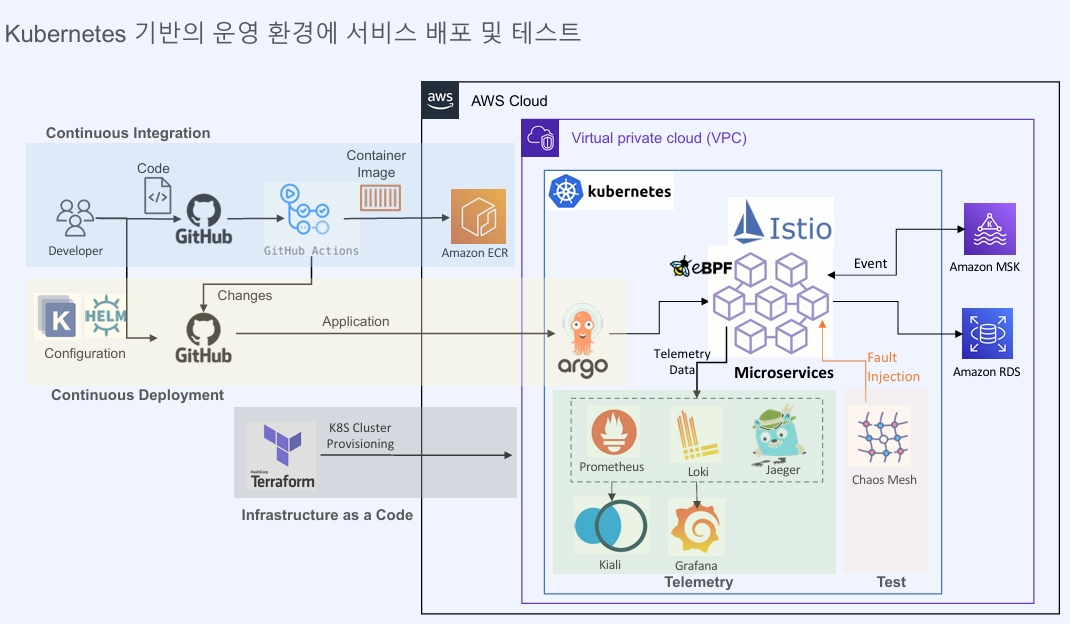 Kubernetes 기반의 운영 환경에 서비스 배포 및 테스트
aws
AWS Cloud
Continuous Integration
Virtual private cloud (VPC)
Code
Container
Image
kubernetes
GitHub
Developer
GitHub Actions
Amazon ECR
Istio
eBPF
Event
Amazon MSK
Changes
K
HELM
Configuration
GitHub
Application
argo
Telemetry
Data
Microservices
Fault
Injection
Amazon RDS
Continuous Deployment
K8S Cluster
Provisioning
HashiCorp
Terraform
Infrastructure as a Code
Prometheus
Loki
Jaeger
Chaos Mesh
Kiali
Grafana
Telemetry
Test